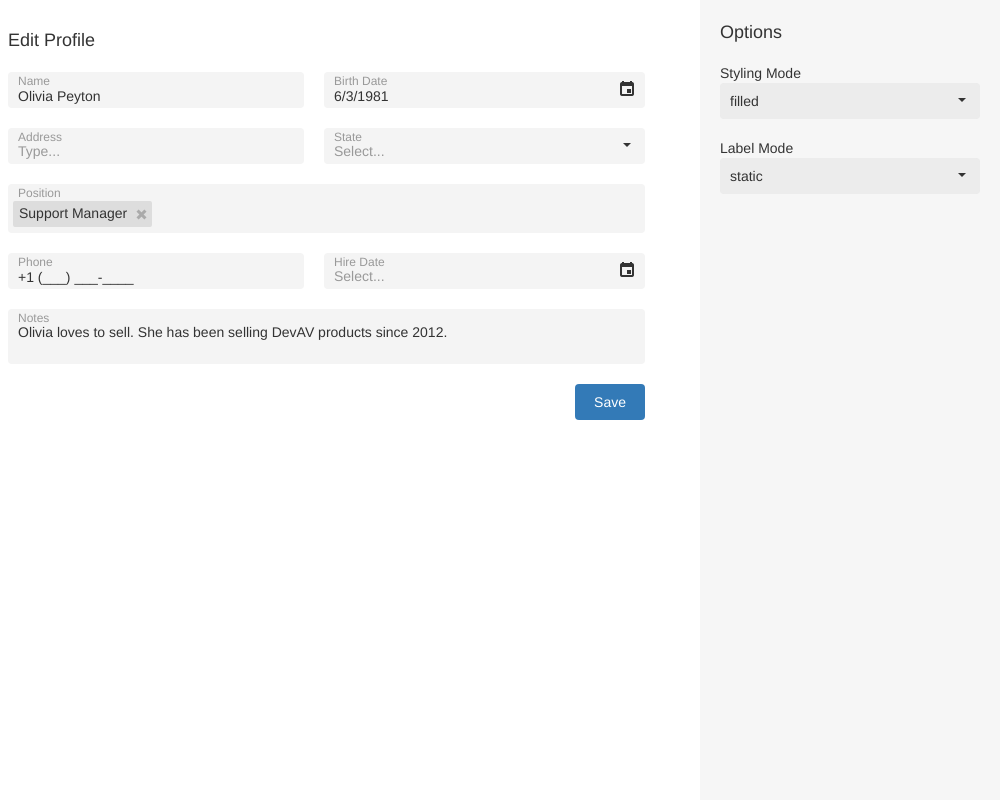 Edit Profile
Name
Olivia Peyton
Birth Date
6/3/1981
Address
Type...
State
Select...
Position
Support Manager
Phone
+1 (___) ___-____
Hire Date
Select...
Notes
Olivia loves to sell. She has been selling DevAV products since 2012.
Save
Options
Styling Mode
filled
Label Mode
static